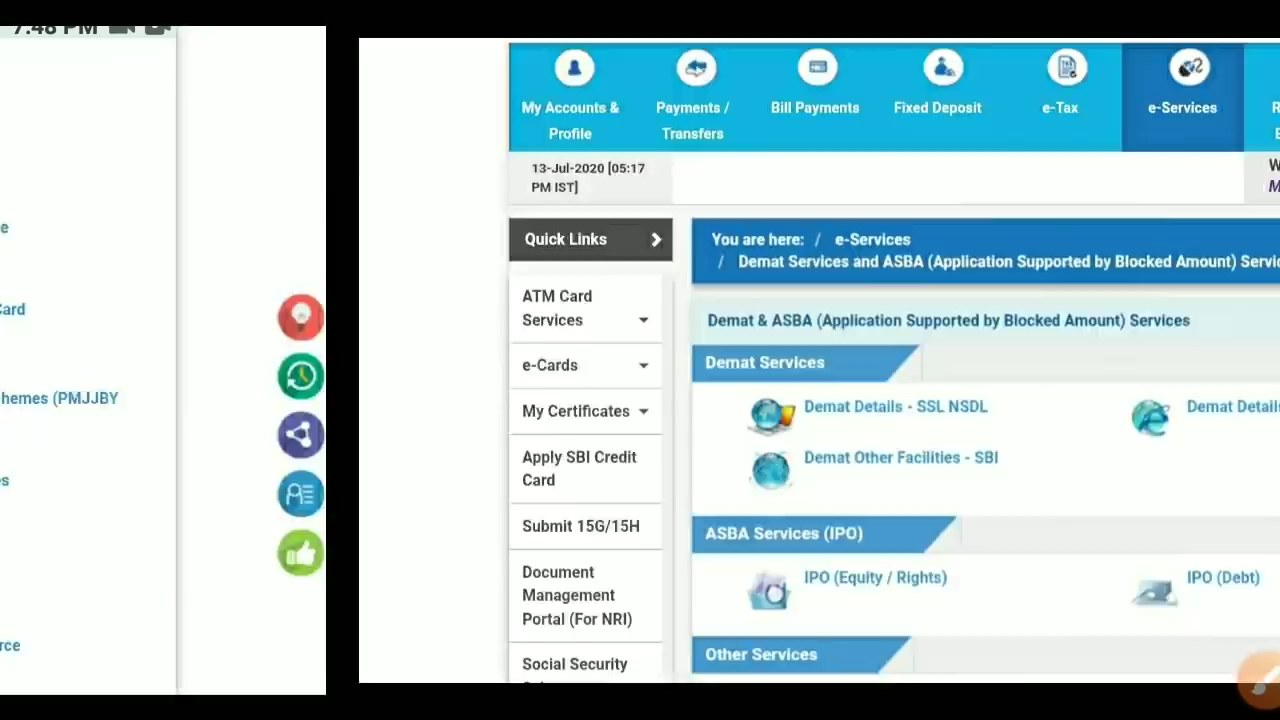 7:48 PM
e
Card
hemes (PMJJBY
s
rce
My Accounts &
Profile
Payments /
Transfers
Bill Payments
Fixed Deposit
e-Tax
e-Services
13-Jul-2020 [05:17
PM IST]
Quick Links
ATM Card
Services
e-Cards
My Certificates
Apply SBI Credit
Card
Submit 15G/15H
Document
Management
Portal (For NRI)
Social Security
You are here: / e-Services
/ Demat Services and ASBA (Application Supported by Blocked Amount) Servic
Demat & ASBA (Application Supported by Blocked Amount) Services
Demat Services
Demat Details - SSL NSDL
Demat Details
Demat Other Facilities - SBI
ASBA Services (IPO)
IPO (Equity / Rights)
IPO (Debt)
Other Services